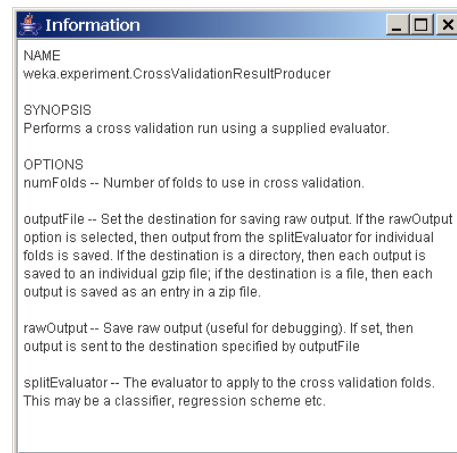 Information
NAME
weka.experiment.CrossValidationResultProducer
SYNOPSIS
Performs a cross validation run using a supplied evaluator.
OPTIONS
numFolds -- Number of folds to use in cross validation.
outputFile -- Set the destination for saving raw output. If the rawOutput
option is selected, then output from the splitEvaluator for individual
folds is saved. If the destination is a directory, then each output is
saved to an individual gzip file; if the destination is a file, then each
output is saved as an entry in a zip file.
rawOutput -- Save raw output (useful for debugging). If set, then
output is sent to the destination specified by outputFile
splitEvaluator -- The evaluator to apply to the cross validation folds.
This may be a classifier, regression scheme etc.